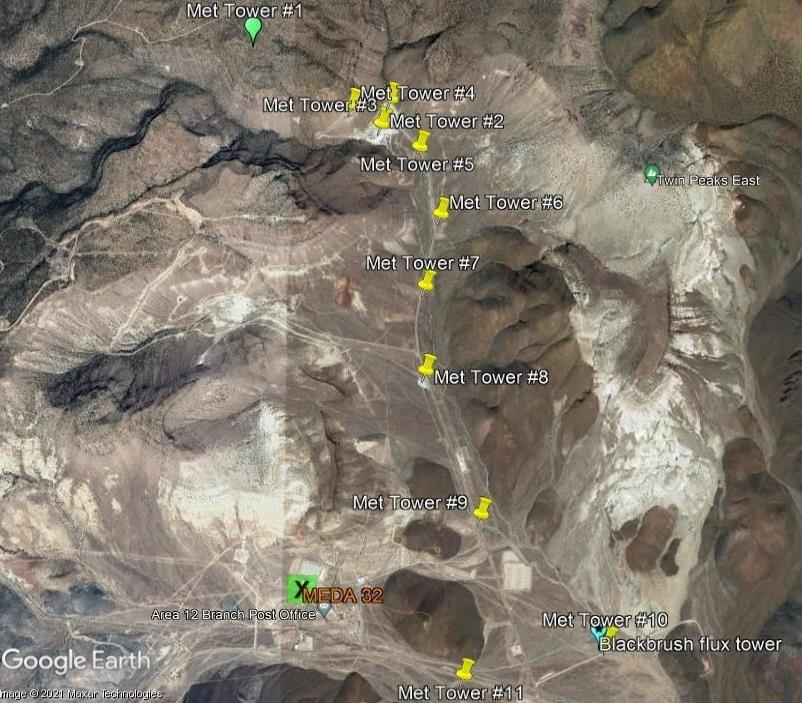 Met Tower #1
Met Tower #4
Met Tower #3
Met Tower #2
Met Tower #5
Twin Peaks East
Met Tower #6
Met Tower #7
Met Tower #8
Met Tower #9
X
MEDA 32
Area 12 Branch Post Office
Met Tower #10
Blackbrush flux tower
Google Earth
Met Tower #11
mage © 2021 Maxar Technologies